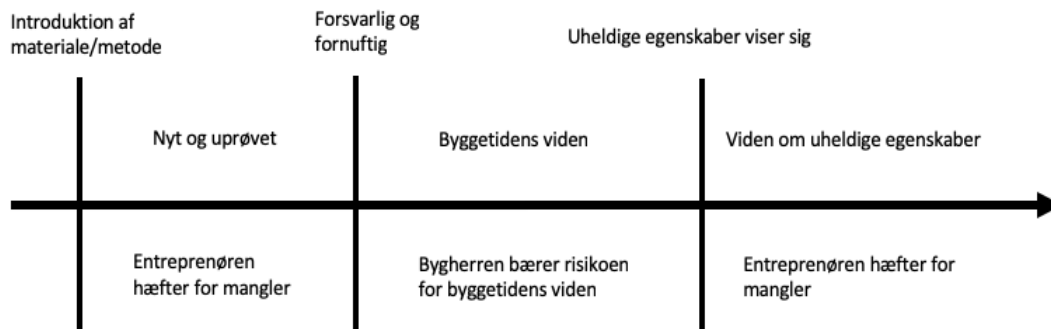 Introduktion af
materiale/metode
Forsvarlig og
fornuftig
Uheldige egenskaber viser sig
Nyt og uprøvet
Byggetidens viden
Viden om uheldige egenskaber
Entreprenøren
hæfter for mangler
Bygherren bærer risikoen
for byggetidens viden
Entreprenøren hæfter for
mangler